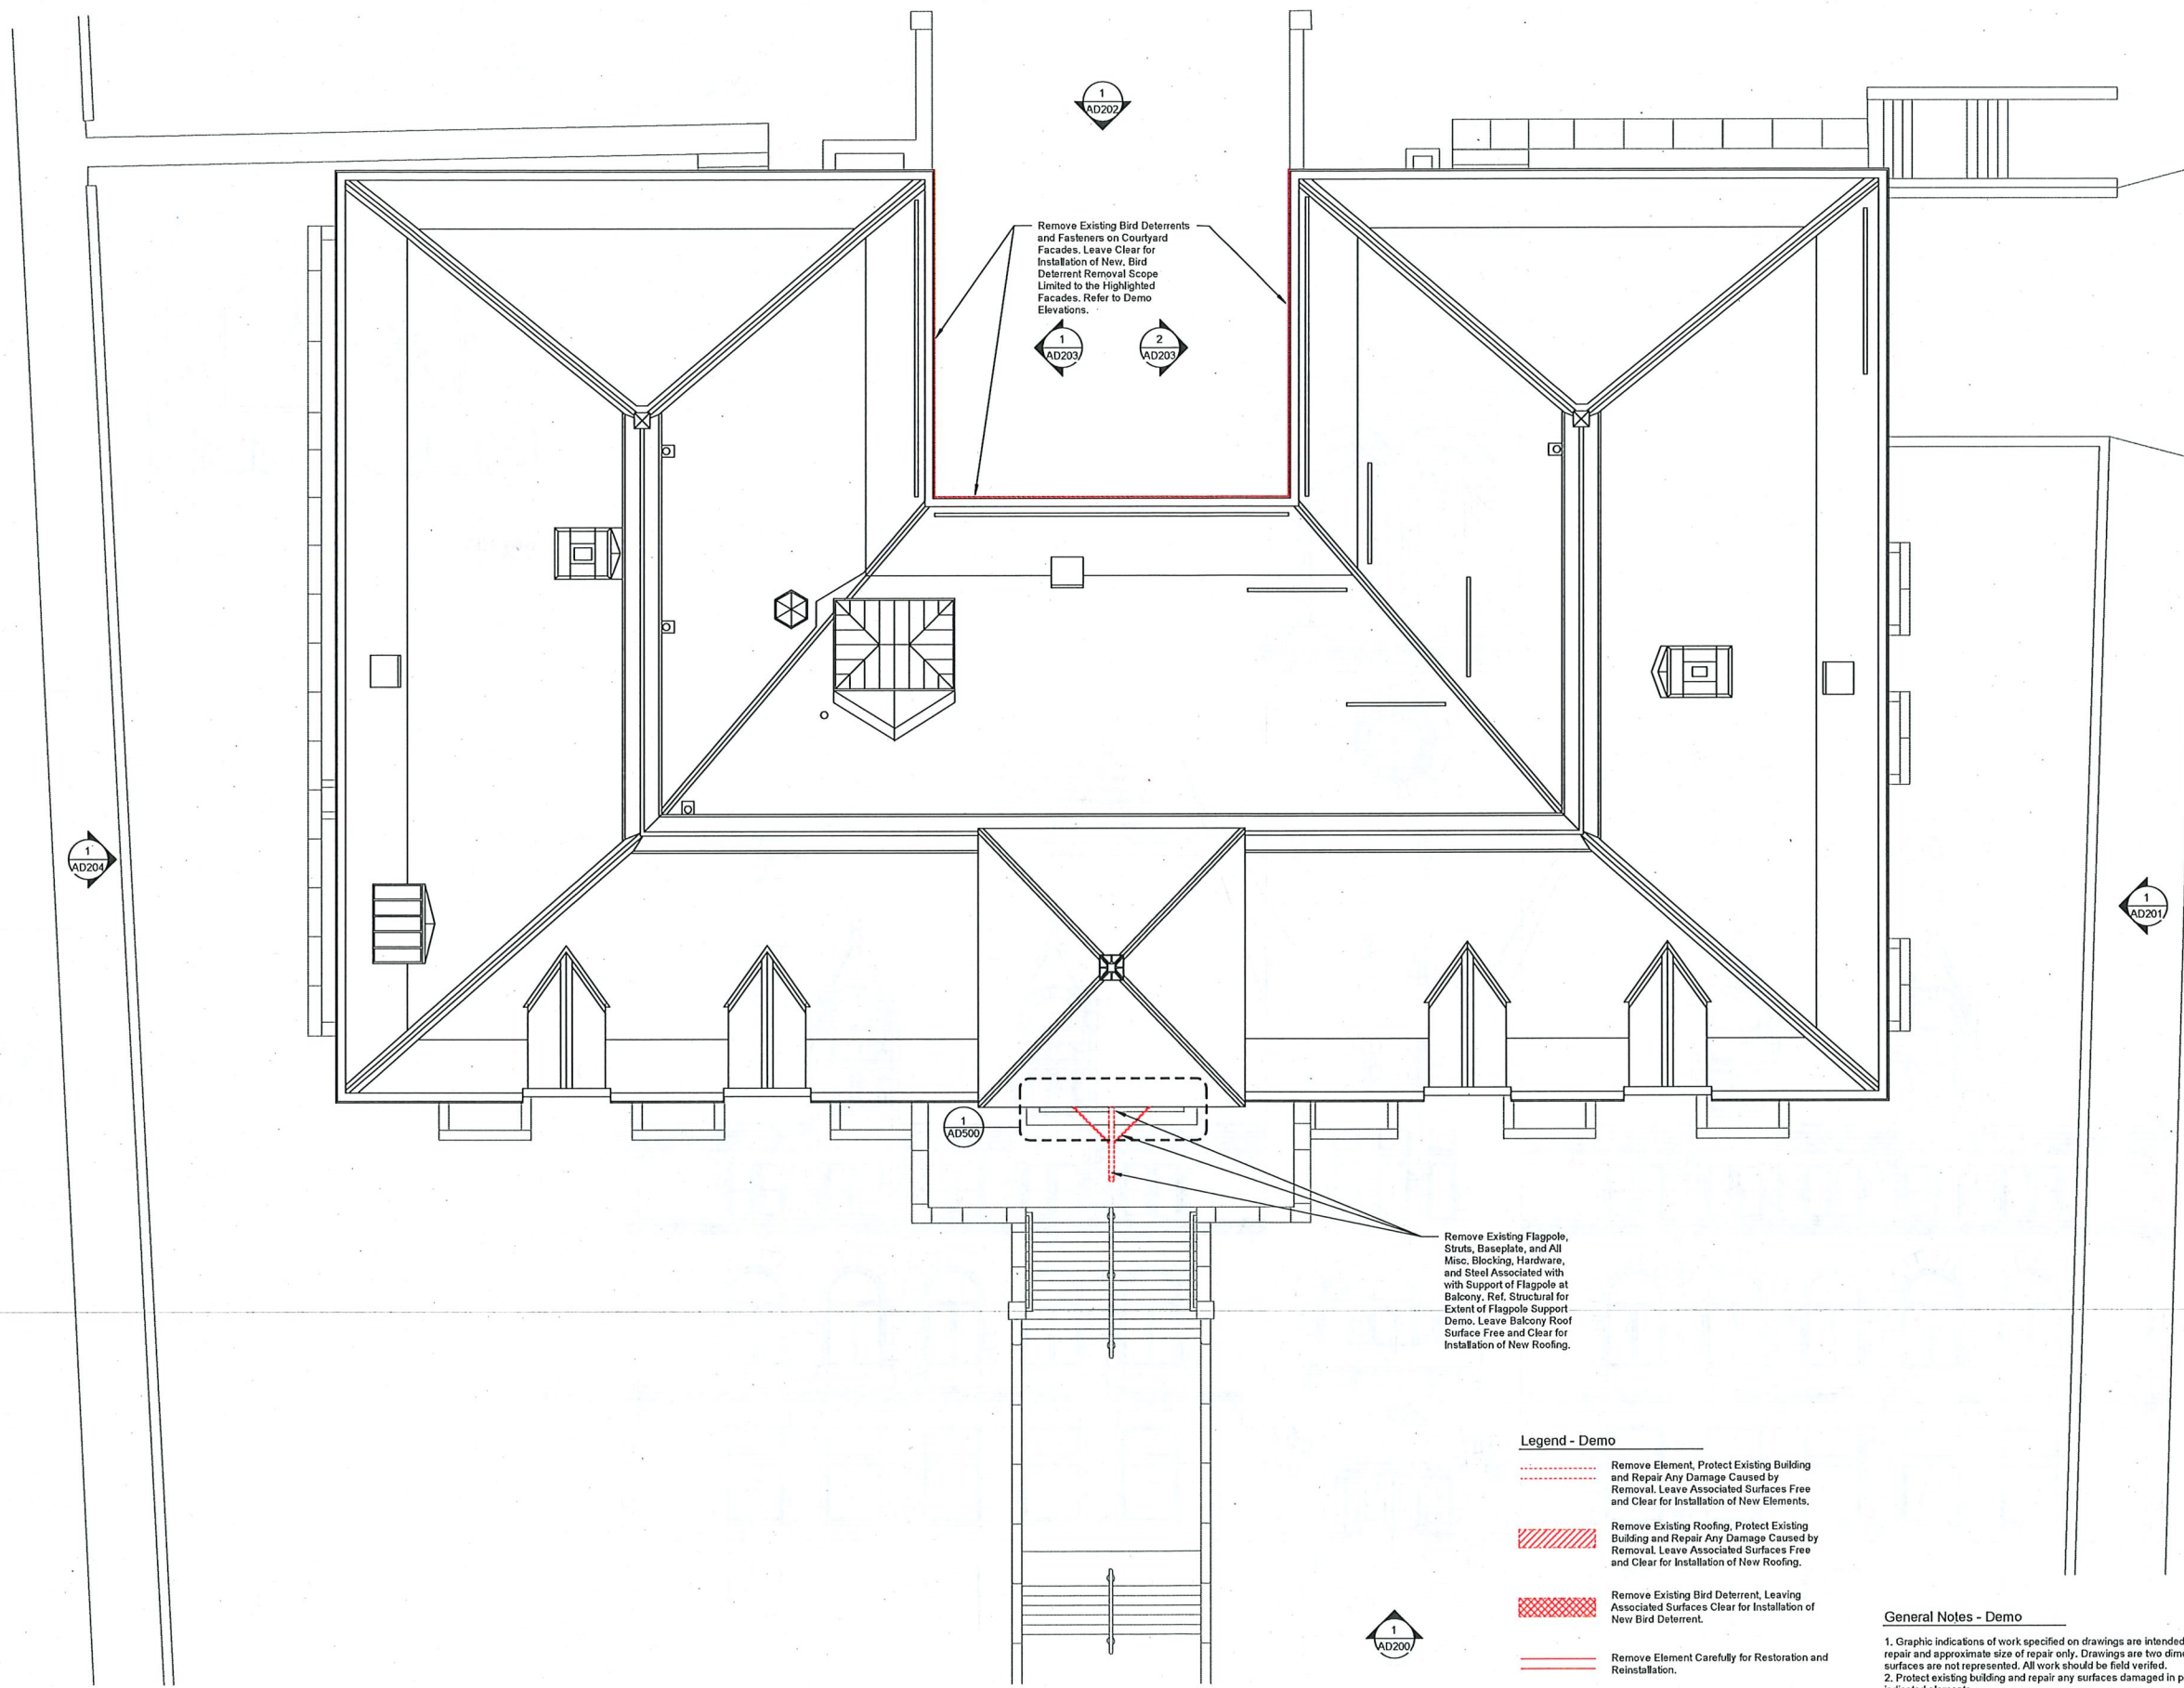 1
AD202
Remove Existing Bird Deterrents
and Fasteners on Courtyard
Facades. Leave Clear for
Installation of New. Bird
Deterrent Removal Scope
Limited to the Highlighted
Facades. Refer to Demo
Elevations.
1
AD203
2
AD203
1
AD204
1
AD201
1
AD500
Remove Existing Flagpole,
Struts, Baseplate, and All
Misc. Blocking, Hardware,
and Steel Associated with
with Support of Flagpole at
Balcony. Ref. Structural for
Extent of Flagpole Support
Demo. Leave Balcony Roof
Surface Free and Clear for
Installation of New Roofing.
1
AD200
Legend - Demo
Remove Element, Protect Existing Building
and Repair Any Damage Caused by
Removal. Leave Associated Surfaces Free
and Clear for Installation of New Elements.
Remove Existing Roofing, Protect Existing
Building and Repair Any Damage Caused by
Removal. Leave Associated Surfaces Free
and Clear for Installation of New Roofing.
Remove Existing Bird Deterrent, Leaving
Associated Surfaces Clear for Installation of
New Bird Deterrent.
Remove Element Carefully for Restoration and
Reinstallation.
General Notes - Demo
1. Graphic indications of work specified on drawings are intended
repair and approximate size of repair only. Drawings are two dime
surfaces are not represented. All work should be field verifed.
2. Protect existing building and repair any surfaces damaged in p